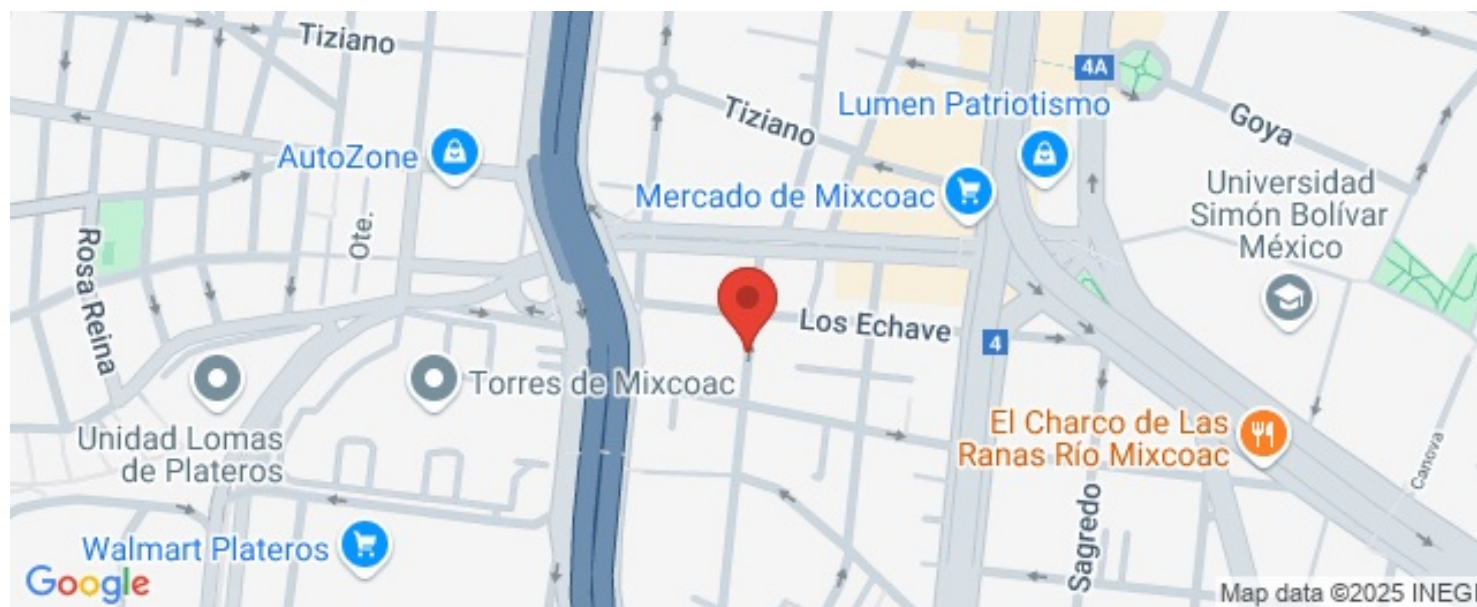 Tiziano
4A
Lumen Patriotismo
Goya
Tiziano
AutoZone
Mercado de Mixcoac
Universidad
Simón Bolívar
México
Ote.
Rosa Reina
Los Echave
4
Torres de Mixcoac
Unidad Lomas
de Plateros
El Charco de Las
Ranas Río Mixcoac
Canova
Sagredo
Walmart Plateros
Google
Map data ©2025 INEGI